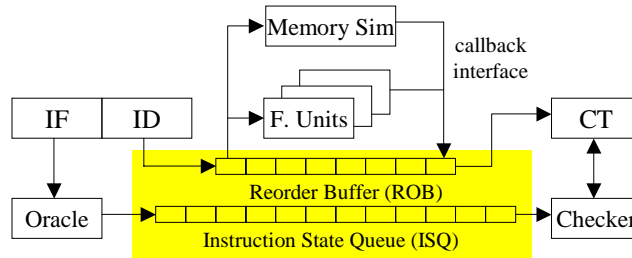 Memory Sim
callback
interface
F. Units
IF
ID
CT
Reorder Buffer (ROB)
Oracle
Checker
Instruction State Queue (ISQ)